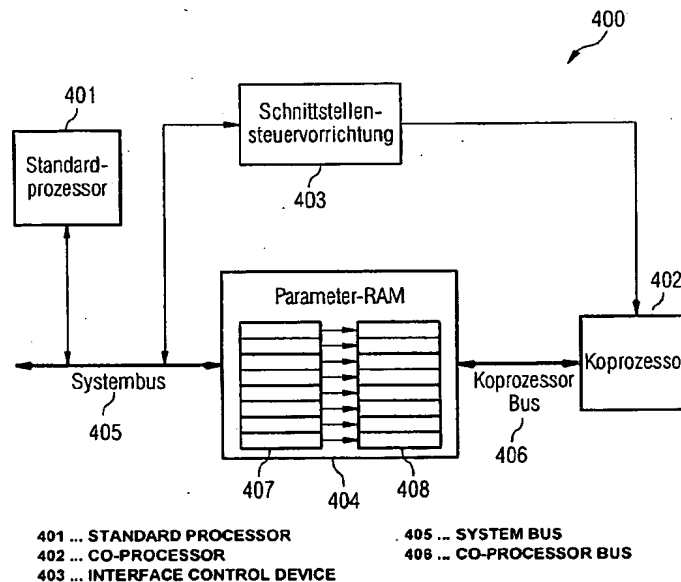 400
401
Standard-
prozessor
Schnittstellen-
steuervorrichtung
403
Parameter-RAM
402
Koprozessor
Systembus
405
Koprozessor
Bus
406
407
404
408
401 ... STANDARD PROCESSOR
402 ... CO-PROCESSOR
403 ... INTERFACE CONTROL DEVICE
405 ... SYSTEM BUS
406 ... CO-PROCESSOR BUS